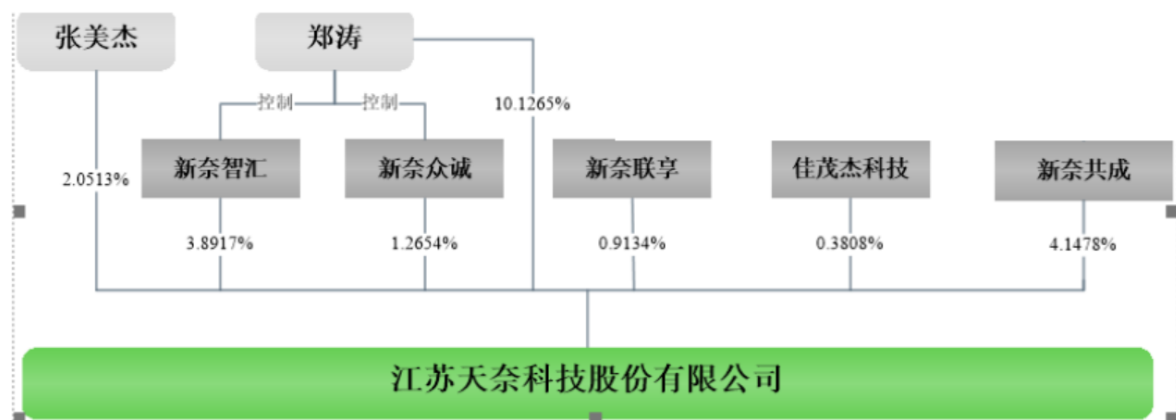 张美杰
郑涛
控制
控制
10.1265%
新奈智汇
新奈众诚
新奈联享
佳茂杰科技
新奈共成
2.0513%
3.8917%
1.2654%
0.9134%
0.3808%
4.1478%
江苏天奈科技股份有限公司